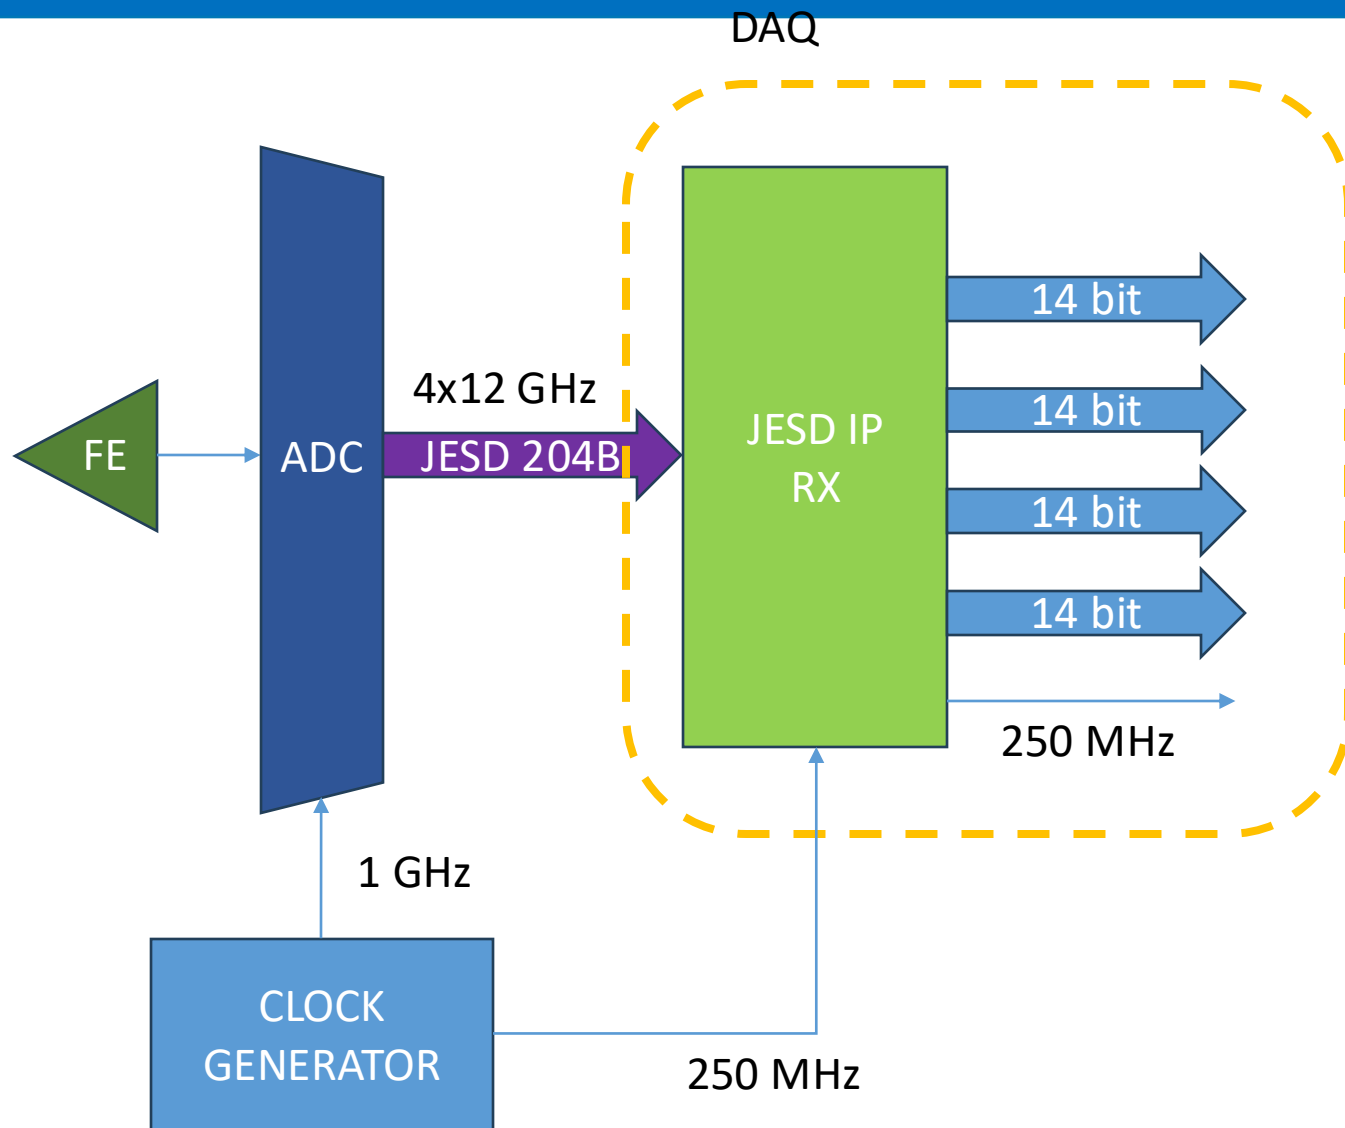 DAQ
14 bit
4x12 GHz
14 bit
FE
ADC
JESD 204B
JESD IP
RX
14 bit
14 bit
250 MHz
1 GHz
CLOCK
GENERATOR
250 MHz